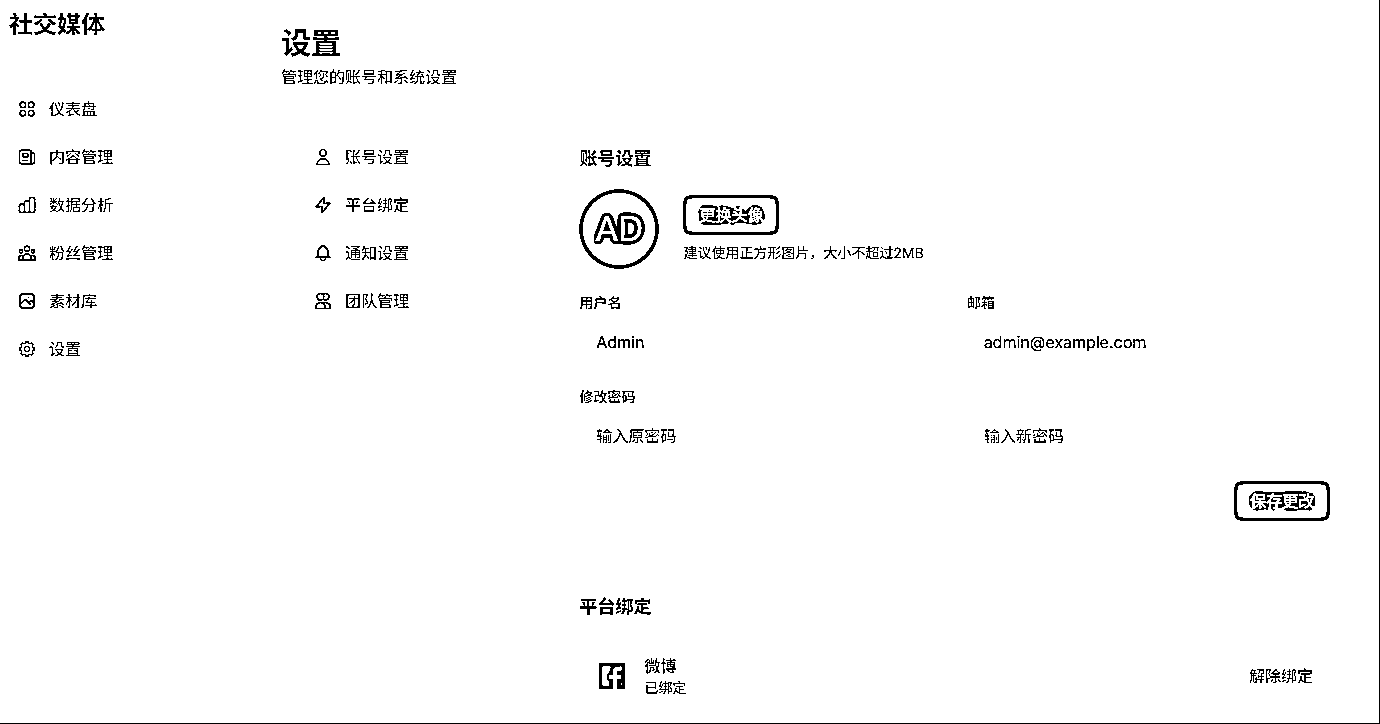 社交媒体
仪表盘
内容管理
数据分析
粉丝管理
素材库
设置
设置
管理您的账号和系统设置
账号设置
平台绑定
通知设置
团队管理
账号设置
AD
更换头像
建议使用正方形图片，大小不超过2MB
用户名
邮箱
Admin
admin@example.com
修改密码
输入原密码
输入新密码
保存更改
平台绑定
微博
已绑定
解除绑定